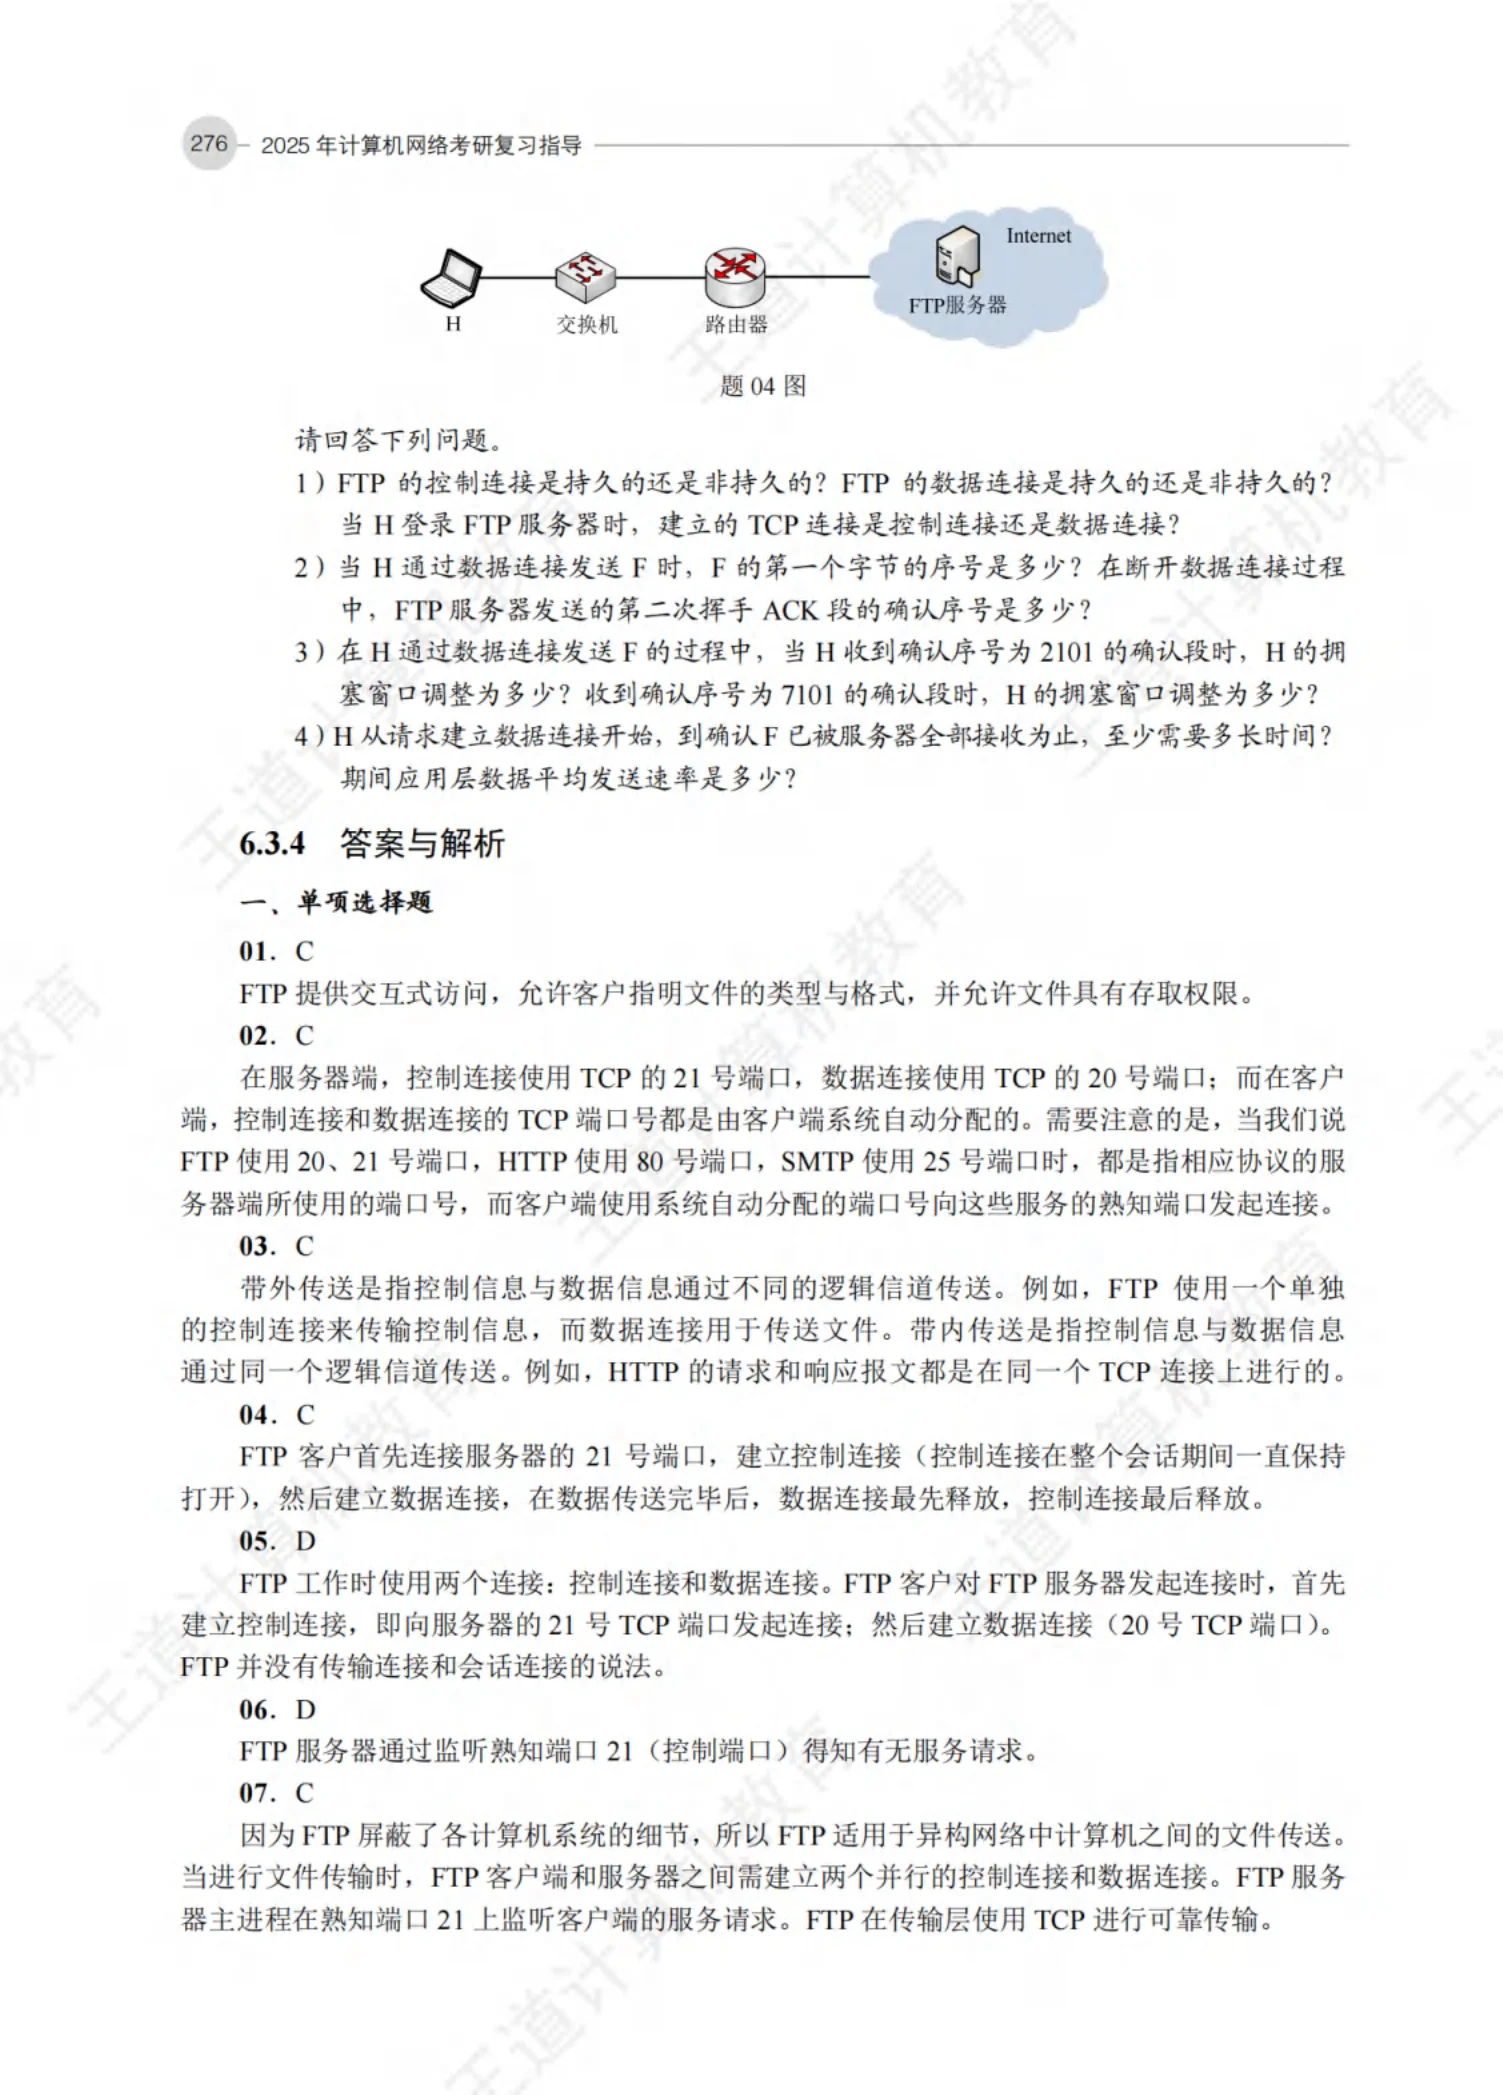 276 2025 年计算机网络考研复习指导
Internet
FTP服务器
H 交换机 路由器
题 04 图
请回答下列问题。
1）FTP 的控制连接是持久的还是非持久的？FTP 的数据连接是持久的还是非持久的？
当 H 登录 FTP 服务器时，建立的 TCP 连接是控制连接还是数据连接？
2）当 H 通过数据连接发送 F 时，F 的第一个字节的序号是多少？在断开数据连接过程
中，FTP 服务器发送的第二次挥手 ACK 段的确认序号是多少？
3）在 H 通过数据连接发送 F 的过程中，当 H 收到确认序号为 2101 的确认段时，H 的拥
塞窗口调整为多少？收到确认序号为 7101 的确认段时，H 的拥塞窗口调整为多少？
4）H 从请求建立数据连接开始，到确认 F 已被服务器全部接收为止，至少需要多长时间？
期间应用层数据平均发送速率是多少？
6.3.4 答案与解析
一、单项选择题
01. C
FTP 提供交互式访问，允许客户指明文件的类型与格式，并允许文件具有存取权限。
02. C
在服务器端，控制连接使用 TCP 的 21 号端口，数据连接使用 TCP 的 20 号端口；而在客户
端，控制连接和数据连接的 TCP 端口号都是由客户端系统自动分配的。需要注意的是，当我们说
FTP 使用 20、21 号端口，HTTP 使用 80 号端口，SMTP 使用 25 号端口时，都是指相应协议的服
务器端所使用的端口号，而客户端使用系统自动分配的端口号向这些服务的熟知端口发起连接。
03. C
带外传送是指控制信息与数据信息通过不同的逻辑信道传送。例如，FTP 使用一个单独
的控制连接来传输控制信息，而数据连接用于传送文件。带内传送是指控制信息与数据信息
通过同一个逻辑信道传送。例如，HTTP 的请求和响应报文都是在同一个 TCP 连接上进行的。
04. C
FTP 客户首先连接服务器的 21 号端口，建立控制连接（控制连接在整个会话期间一直保持
打开），然后建立数据连接，在数据传送完毕后，数据连接最先释放，控制连接最后释放。
05. D
FTP 工作时使用两个连接：控制连接和数据连接。FTP 客户对 FTP 服务器发起连接时，首先
建立控制连接，即向服务器的 21 号 TCP 端口发起连接；然后建立数据连接（20 号 TCP 端口）。
FTP 并没有传输连接和会话连接的说法。
06. D
FTP 服务器通过监听熟知端口 21（控制端口）得知有无服务请求。
07. C
因为 FTP 屏蔽了各计算机系统的细节，所以 FTP 适用于异构网络中计算机之间的文件传送。
当进行文件传输时，FTP 客户端和服务器之间需建立两个并行的控制连接和数据连接。FTP 服务
器主进程在熟知端口 21 上监听客户端的服务请求。FTP 在传输层使用 TCP 进行可靠传输。
王道计算机教育